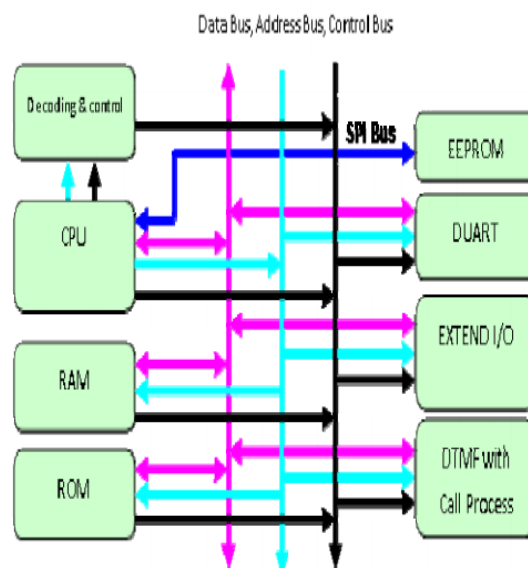 Data Bus, Address Bus, Control Bus
Decoding & control
SPI Bus
EEPROM
CPU
DUART
EXTEND I/O
RAM
ROM
DTMF with
Call Process